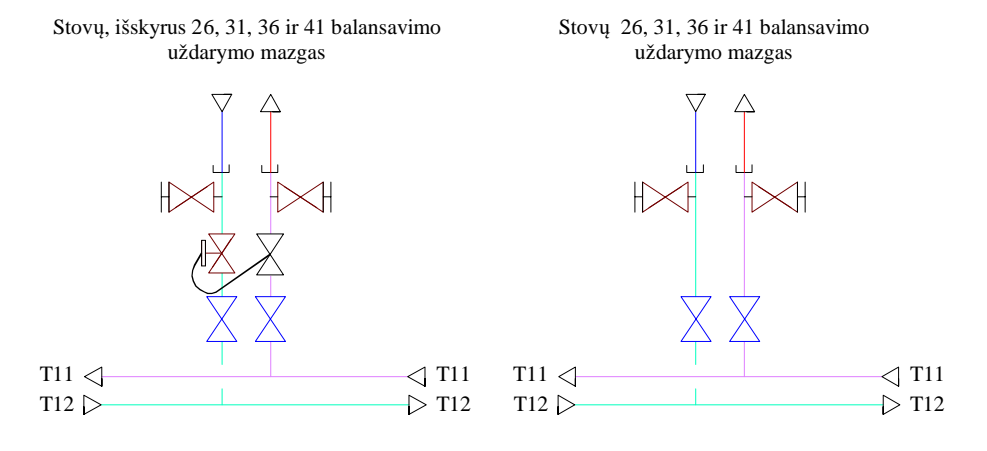 Stovų, išskyrus 26, 31, 36 ir 41 balansavimo
uždarymo mazgas
Stovų 26, 31, 36 ir 41 balansavimo
uždarymo mazgas
T11 T11 T11 T11
T12 T12 T12 T12